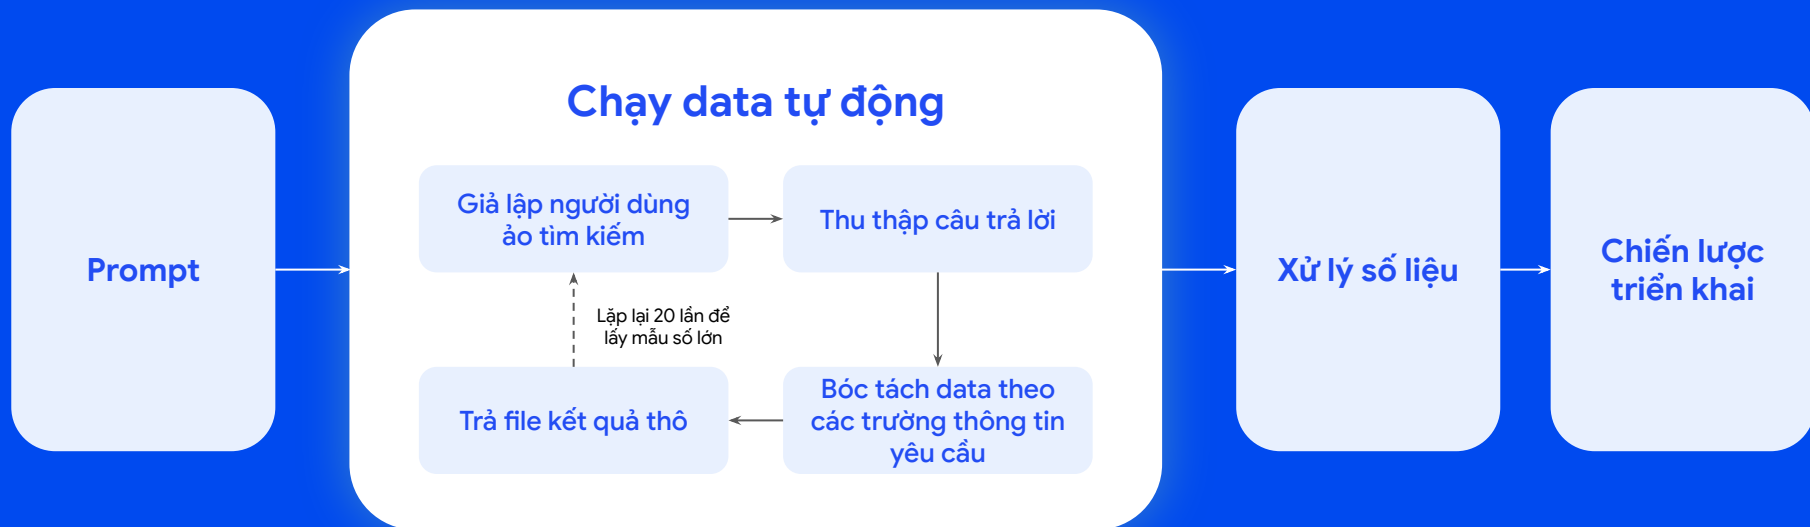 Chạy data tự động
Prompt
Giả lập người dùng
ảo tìm kiếm
Thu thập câu trả lời
Lặp lại 20 lần để
lấy mẫu số lớn
Trả file kết quả thô
Bóc tách data theo
các trường thông tin
yêu cầu
Xử lý số liệu
Chiến lược
triển khai